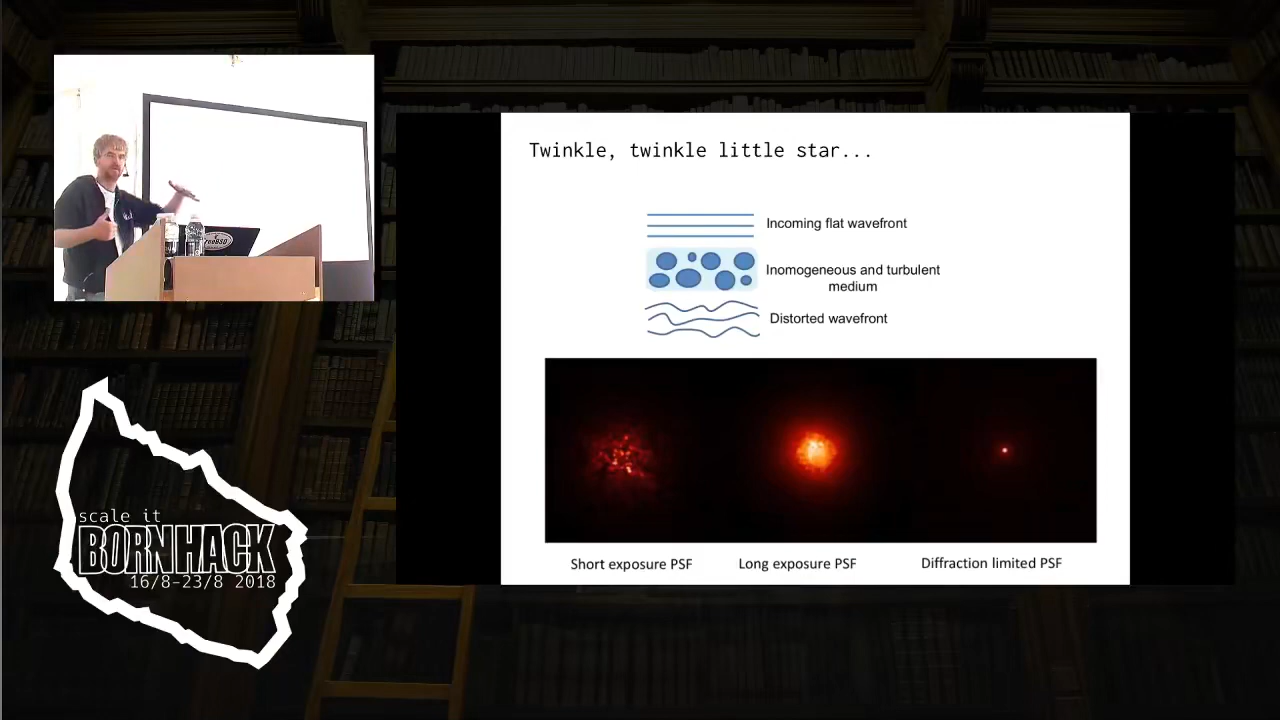 Twinkle, twinkle little star...
Incoming flat wavefront
Inomogeneous and turbulent
medium
Distorted wavefront
Short exposure PSF
Long exposure PSF
Diffraction limited PSF
scale it
BORNHACK
16/8-23/8 2018